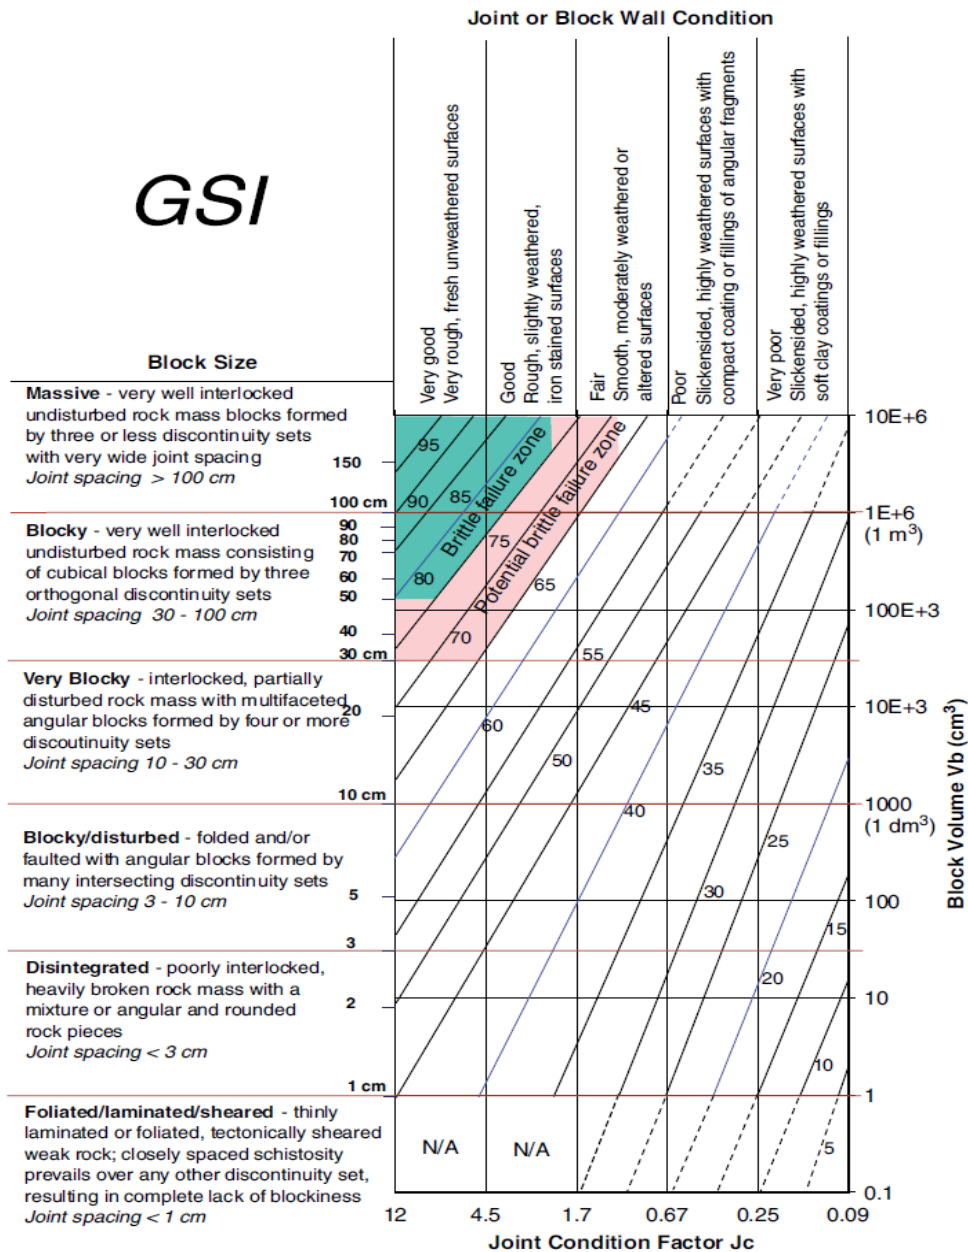 Joint or Block Wall Condition
GSI
Very good
Very rough, fresh unweathered surfaces
Good
Rough, slightly weathered,
iron stained surfaces
Fair
Smooth, moderately weathered or
altered surfaces
Poor
Slickensided, highly weathered surfaces with
compact coating or fillings of angular fragments
Very poor
Slickensided, highly weathered surfaces with
soft clay coatings or fillings
Block Size
Massive - very well interlocked
undisturbed rock mass blocks formed
by three or less discontinuity sets
with very wide joint spacing
Joint spacing > 100 cm
Blocky - very well interlocked
undisturbed rock mass consisting
of cubical blocks formed by three
orthogonal discontinuity sets
Joint spacing 30 - 100 cm
Very Blocky - interlocked, partially
disturbed rock mass with multifaceted
angular blocks formed by four or more
discoutinuity sets
Joint spacing 10 - 30 cm
Blocky/disturbed - folded and/or
faulted with angular blocks formed by
many intersecting discontinuity sets
Joint spacing 3 - 10 cm
Disintegrated - poorly interlocked,
heavily broken rock mass with a
mixture or angular and rounded
rock pieces
Joint spacing < 3 cm
Foliated/laminated/sheared - thinly
laminated or foliated, tectonically sheared
weak rock; closely spaced schistosity
prevails over any other discontinuity set,
resulting in complete lack of blockiness
Joint spacing < 1 cm
150
100 cm
90
80
70
60
50
40
30 cm
20
10 cm
5
3
2
1 cm
95
90
85
80
Brittle failure zone
75
Potential brittle failure zone
70
65
60
55
50
45
40
35
30
25
20
15
10
5
N/A
N/A
10E+6
1E+6
(1 m³)
100E+3
10E+3
1000
(1 dm³)
100
10
1
0.1
Block Volume Vb (cm³)
12
4.5
1.7
0.67
0.25
0.09
Joint Condition Factor Jc